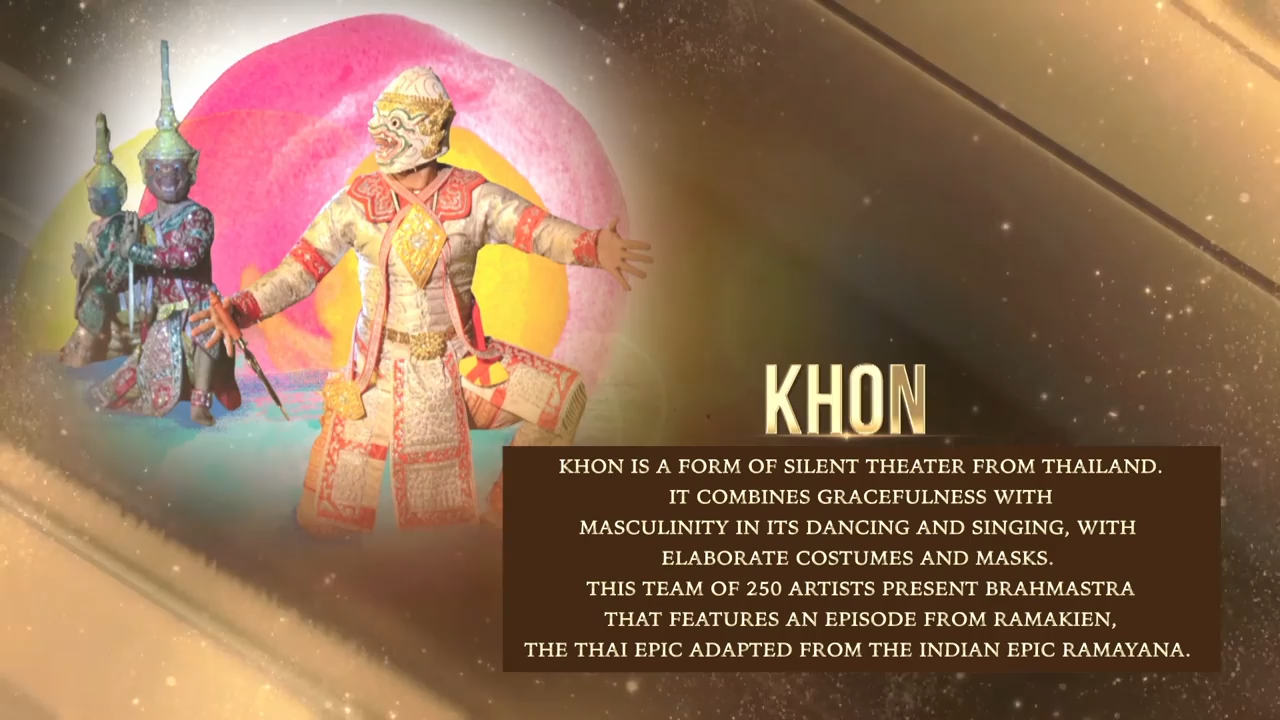 KHON
KHON IS A FORM OF SILENT THEATER FROM THAILAND.
IT COMBINES GRACEFULNESS WITH
MASCULINITY IN ITS DANCING AND SINGING, WITH
ELABORATE COSTUMES AND MASKS.
THIS TEAM OF 250 ARTISTS PRESENT BRAHMASTRA
THAT FEATURES AN EPISODE FROM RAMAKIEN,
THE THAI EPIC ADAPTED FROM THE INDIAN EPIC RAMAYANA.